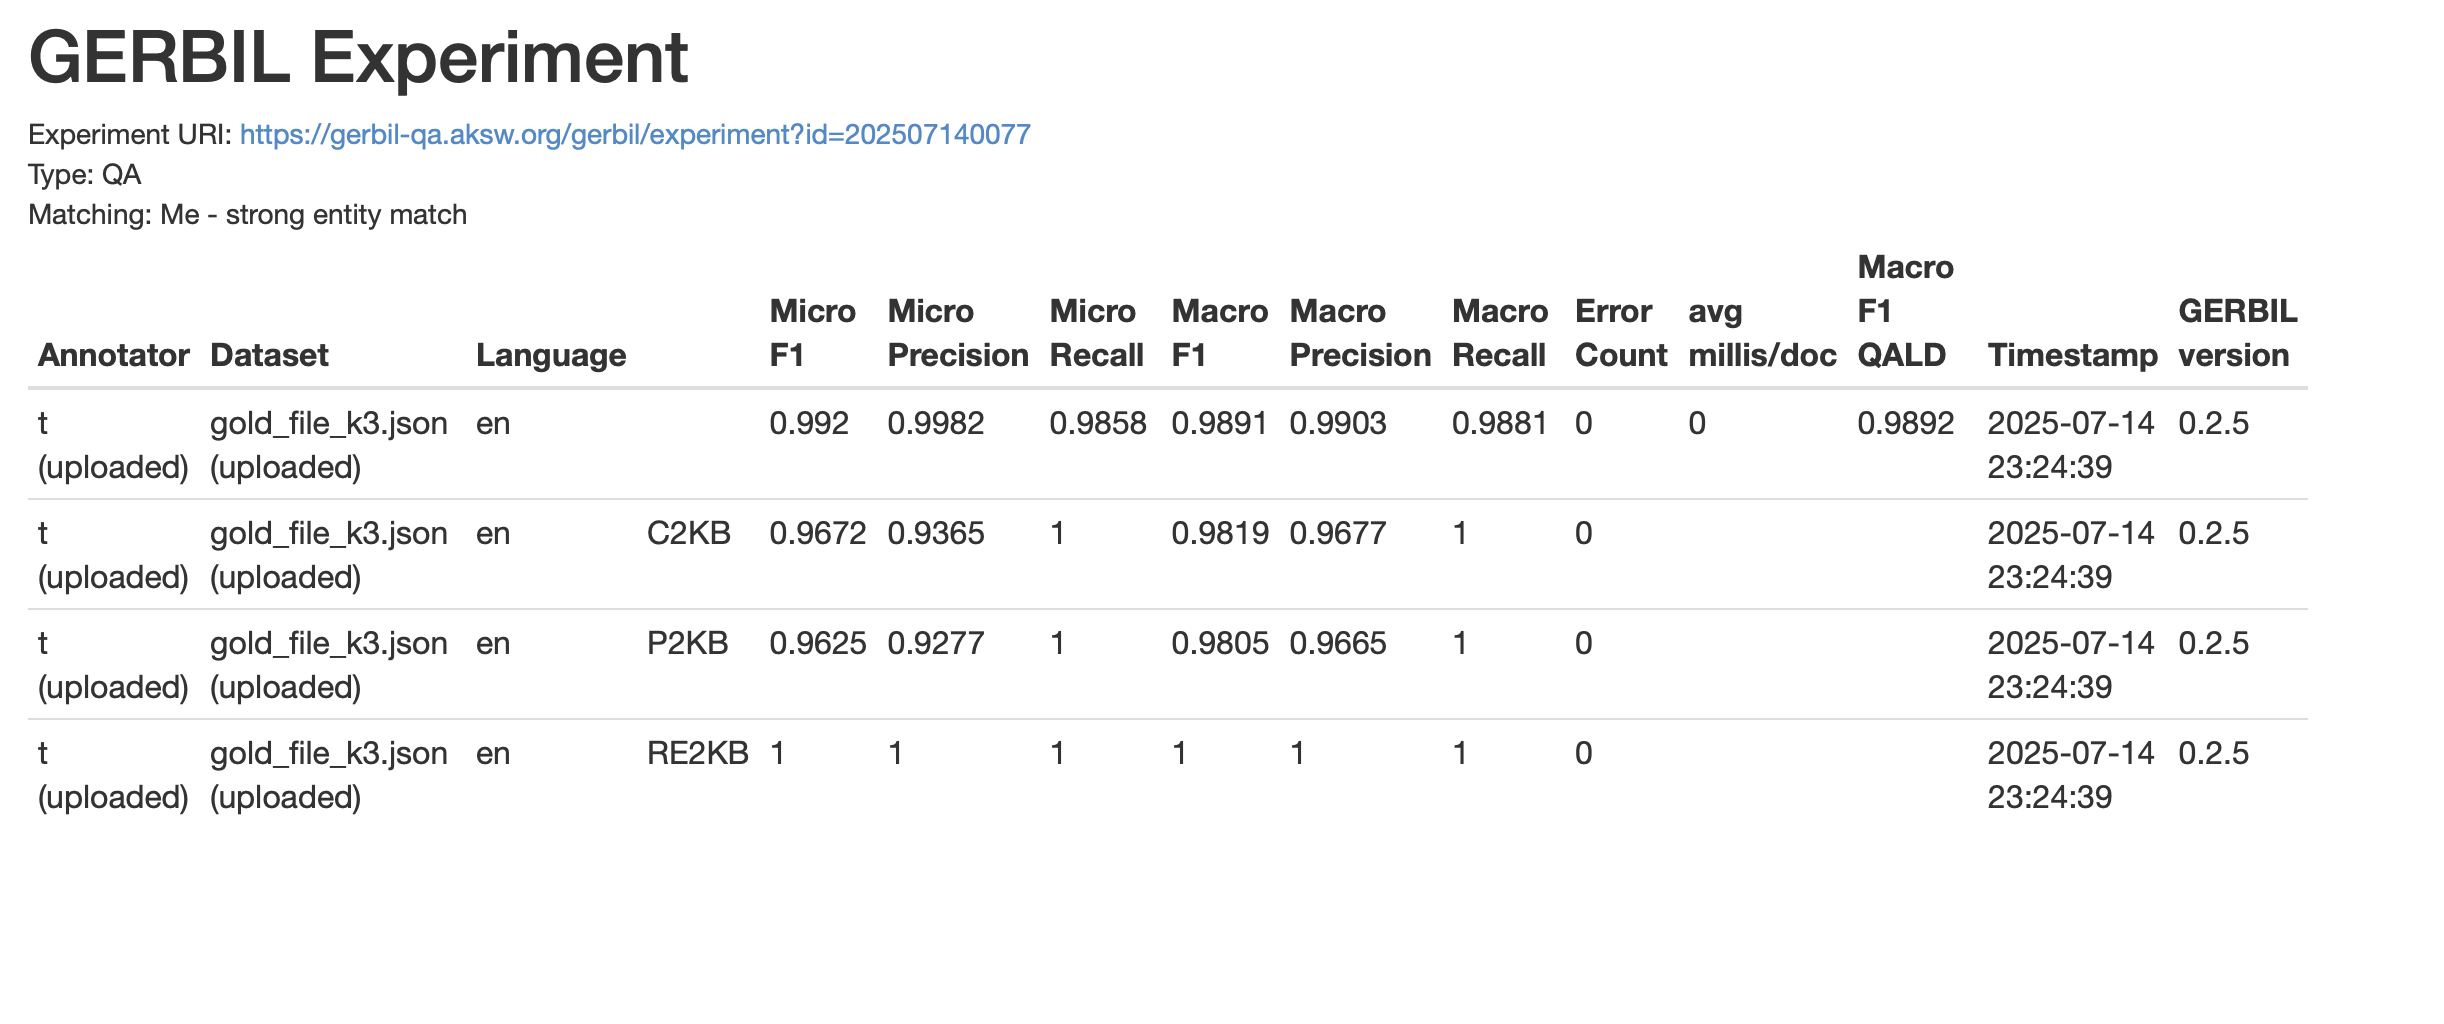 GERBIL Experiment
Experiment URI: https://gerbil-qa.aksw.org/gerbil/experiment?id=202507140077
Type: QA
Matching: Me - strong entity match
Macro
Micro Micro Micro Macro Macro Macro Error avg F1 GERBIL
Annotator Dataset Language F1 Precision Recall F1 Precision Recall Count millis/doc QALD Timestamp version
t gold_file_k3.json en 0.992 0.9982 0.9858 0.9891 0.9903 0.9881 0 0 0.9892 2025-07-14 0.2.5
(uploaded) (uploaded) 23:24:39
t gold_file_k3.json en C2KB 0.9672 0.9365 1 0.9819 0.9677 1 0 2025-07-14 0.2.5
(uploaded) (uploaded) 23:24:39
t gold_file_k3.json en P2KB 0.9625 0.9277 1 0.9805 0.9665 1 0 2025-07-14 0.2.5
(uploaded) (uploaded) 23:24:39
t gold_file_k3.json en RE2KB 1 1 1 1 1 1 0 2025-07-14 0.2.5
(uploaded) (uploaded) 23:24:39